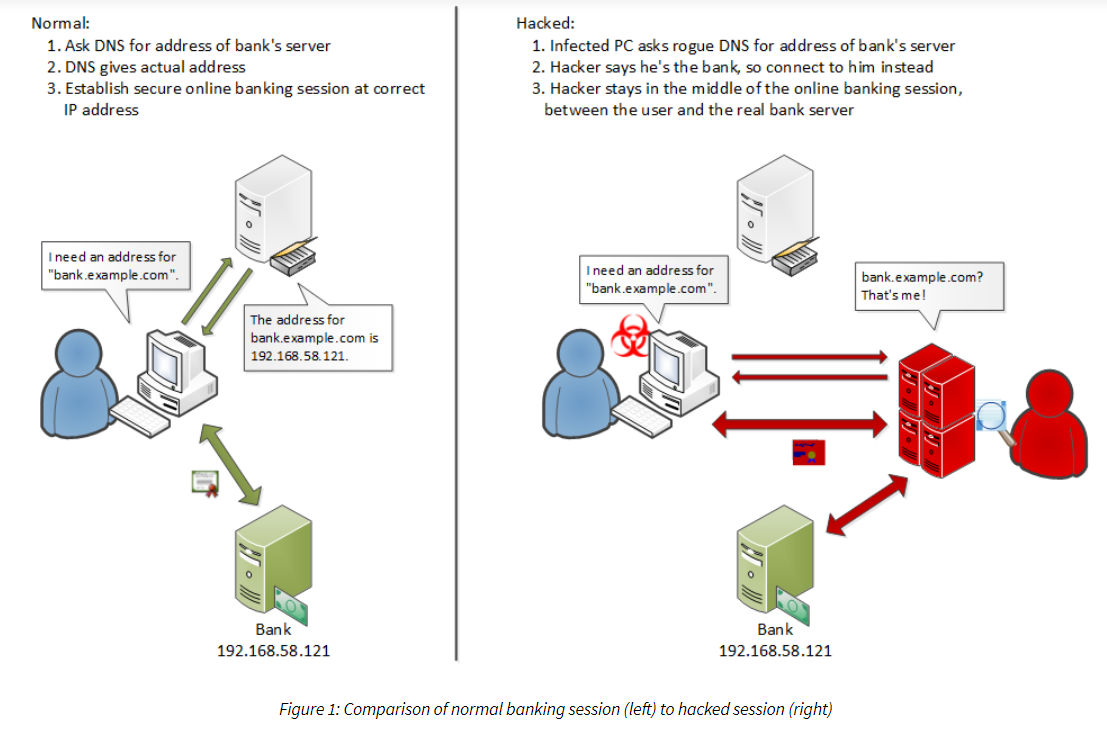 Normal:
1. Ask DNS for address of bank's server
2. DNS gives actual address
3. Establish secure online banking session at correct
IP address
I need an address for
"bank.example.com".
The address for
bank.example.com is
192.168.58.121.
Bank
192.168.58.121
Hacked:
1. Infected PC asks rogue DNS for address of bank's server
2. Hacker says he's the bank, so connect to him instead
3. Hacker stays in the middle of the online banking session,
between the user and the real bank server
I need an address for
"bank.example.com".
bank.example.com?
That's me!
Bank
192.168.58.121
Figure 1: Comparison of normal banking session (left) to hacked session (right)